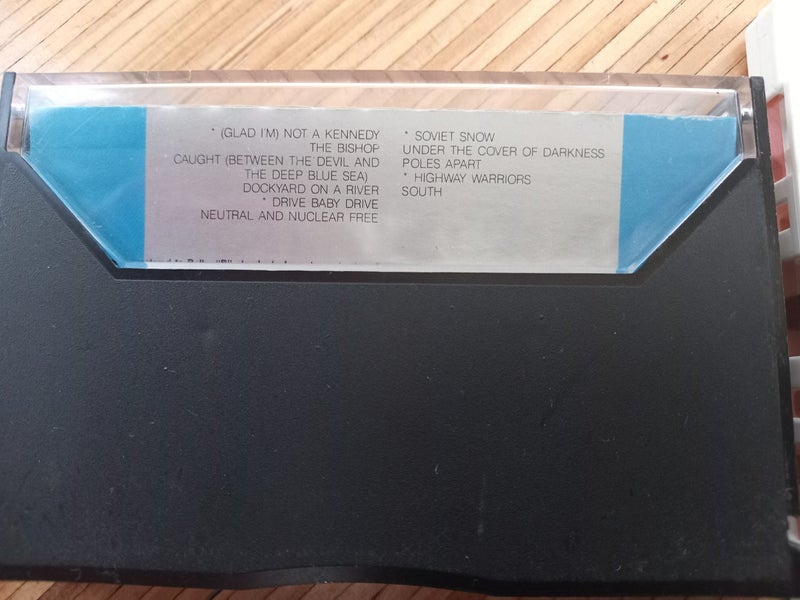 * (GLAD I'M) NOT A KENNEDY
THE BISHOP
CAUGHT (BETWEEN THE DEVIL AND
THE DEEP BLUE SEA)
DOCKYARD ON A RIVER
* DRIVE BABY DRIVE
NEUTRAL AND NUCLEAR FREE
* SOVIET SNOW
UNDER THE COVER OF DARKNESS
POLES APART
* HIGHWAY WARRIORS
SOUTH